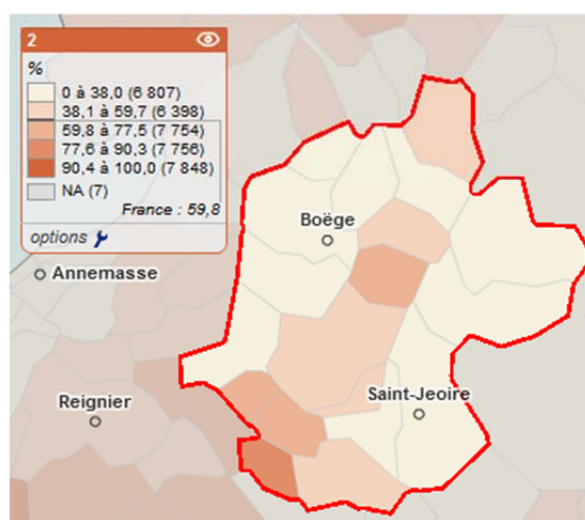 2
%
0 à 38,0 (6 807)
38,1 à 59,7 (6 398)
59,8 à 77,5 (7 754)
77,6 à 90,3 (7 756)
90,4 à 100,0 (7 848)
NA (7)
France : 59,8
options
Boëge
Annemasse
Reignier
Saint-Jeoire